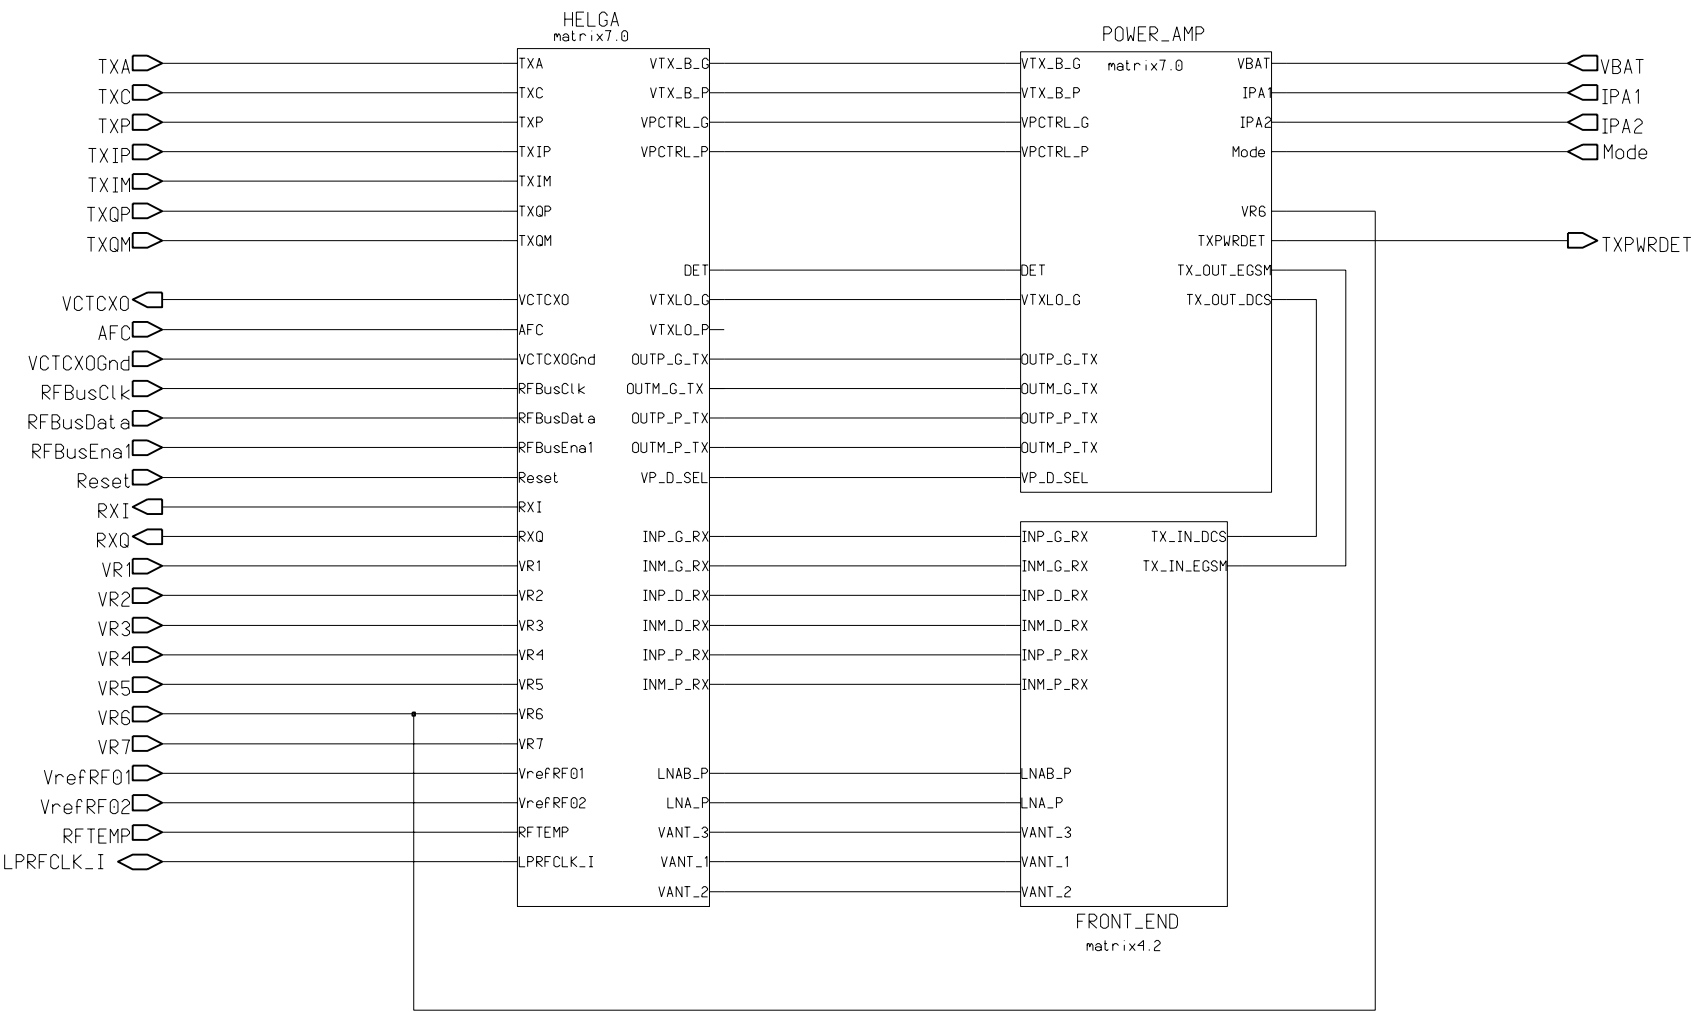 HELGA
matrix7.0
POWER_AMP
matrix7.0
TXA TXA VTX_B_G VTX_B_G VBAT VBAT
TXC TXC VTX_B_P VTX_B_P IPA1 IPA1
TXP TXP VPCTRL_G VPCTRL_G IPA2 IPA2
TXIP TXIP VPCTRL_P VPCTRL_P Mode Mode
TXIM TXIM
TXQP TXQP VR6
TXQM TXQM TXPWRDET TXPWRDET
DET DET TX_OUT_EGSM
VCTCXO VCTCXO VTXLO_G VTXLO_G TX_OUT_DCS
AFC AFC VTXLO_P
VCTCXOGnd VCTCXOGnd OUTP_G_TX OUTP_G_TX
RFBusClk RFBusClk OUTM_G_TX OUTM_G_TX
RFBusData RFBusData OUTP_P_TX OUTP_P_TX
RFBusEna1 RFBusEna1 OUTM_P_TX OUTM_P_TX
Reset Reset VP_D_SEL VP_D_SEL
RXI RXI
RXQ RXQ INP_G_RX INP_G_RX TX_IN_DCS
VR1 VR1 INM_G_RX INM_G_RX TX_IN_EGSM
VR2 VR2 INP_D_RX INP_D_RX
VR3 VR3 INM_D_RX INM_D_RX
VR4 VR4 INP_P_RX INP_P_RX
VR5 VR5 INM_P_RX INM_P_RX
VR6 VR6
VR7 VR7
VrefRF01 VrefRF01 LNAB_P LNAB_P
VrefRF02 VrefRF02 LNA_P LNA_P
RFTEMP RFTEMP VANT_3 VANT_3
LPRFCLK_I LPRFCLK_I VANT_1 VANT_1
VANT_2 VANT_2
FRONT_END
matrix4.2